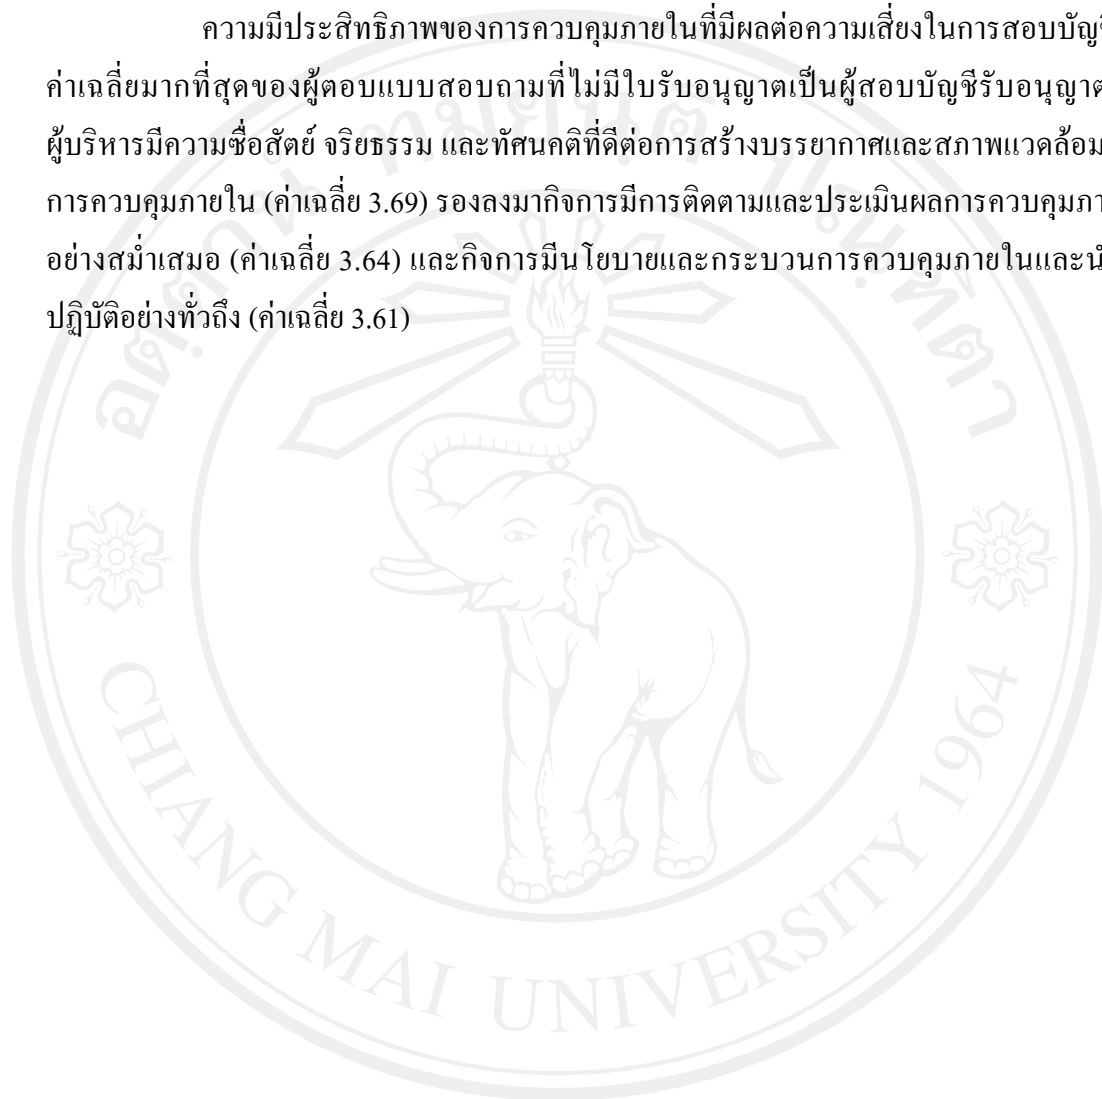 ความมีประสิทธิภาพของการควบคุมภายในที่มีผลต่อความเสี่ยงในการสอบบัญชี
ค่าเฉลี่ยมากที่สุดของผู้ตอบแบบสอบถามที่ไม่มีใบรับอนุญาตเป็นผู้สอบบัญชีรับอนุญาต
ผู้บริหารมีความซื่อสัตย์ จริยธรรม และทัศนคติที่ดีต่อการสร้างบรรยากาศและสภาพแวดล้อม
การควบคุมภายใน (ค่าเฉลี่ย 3.69) รองลงมากิจการมีการติดตามและประเมินผลการควบคุมภา
อย่างสม่ำเสมอ (ค่าเฉลี่ย 3.64) และกิจการมีนโยบายและกระบวนการควบคุมภายในและนำ
ปฏิบัติอย่างทั่วถึง (ค่าเฉลี่ย 3.61)
อตฺตานํ ทมยนฺติ ปณฺฑิตา
CHIANG MAI UNIVERSITY 1964